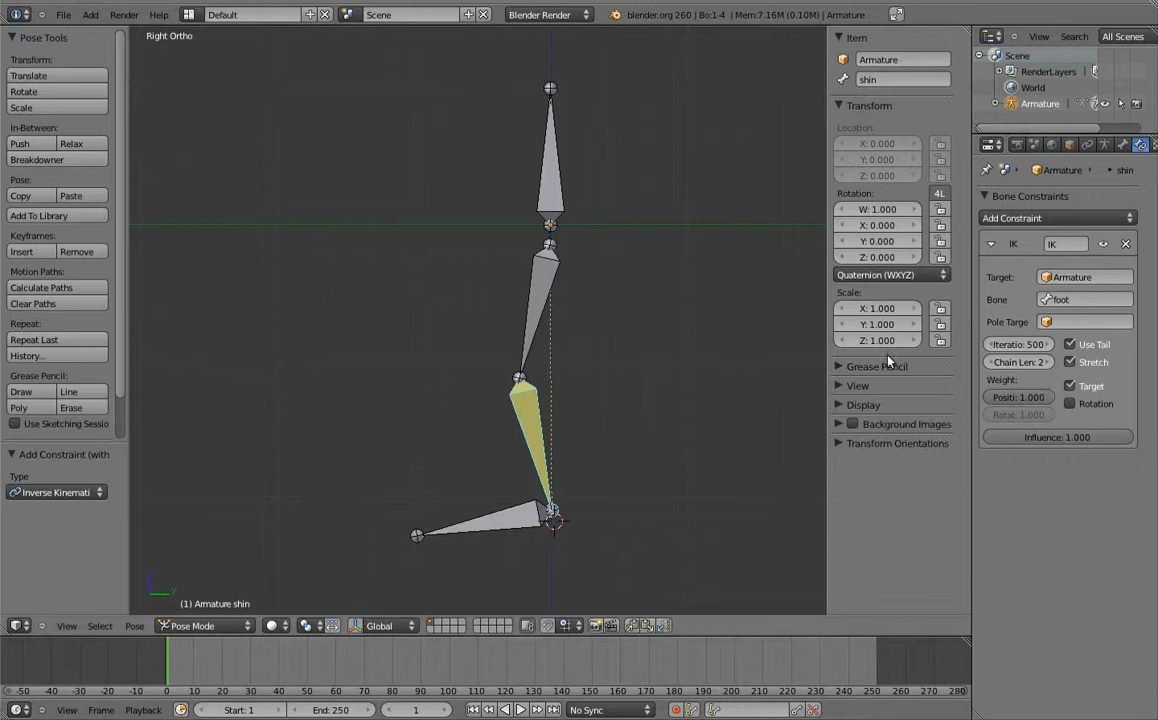 File Add Render Help Default Scene Blender Render blender.org 260 | Bo:1-4 | Mem:7.16M (0.10M) | Armature
Pose Tools
Transform:
Translate
Rotate
Scale
In-Between:
Push Relax
Breakdowner
Pose:
Copy Paste
Add To Library
Keyframes:
Insert Remove
Motion Paths:
Calculate Paths
Clear Paths
Repeat:
Repeat Last
History...
Grease Pencil:
Draw Line
Poly Erase
Use Sketching Sessio
Add Constraint (with
Type
Inverse Kinemati
Right Ortho
y
(1) Armature shin
Item
Armature
shin
Transform
Location:
X: 0.000
Y: 0.000
Z: 0.000
Rotation: 4L
W: 1.000
X: 0.000
Y: 0.000
Z: 0.000
Quaternion (WXYZ)
Scale:
X: 1.000
Y: 1.000
Z: 1.000
Grease Pencil
View
Display
Background Images
Transform Orientations
View Search All Scenes
Scene
RenderLayers
World
Armature
Armature shin
Bone Constraints
Add Constraint
IK IK
Target: Armature
Bone foot
Pole Targe
Iteratio: 500 Use Tail
Chain Len: 2 Stretch
Weight:
Positi: 1.000 Target
Rotat: 1.000 Rotation
Influence: 1.000
View Select Pose Pose Mode Global
-50 -40 -30 -20 -10 0 10 20 30 40 50 60 70 80 90 100 110 120 130 140 150 160 170 180 190 200 210 220 230 240 250 260 270 280
View Frame Playback Start: 1 End: 250 1 No Sync